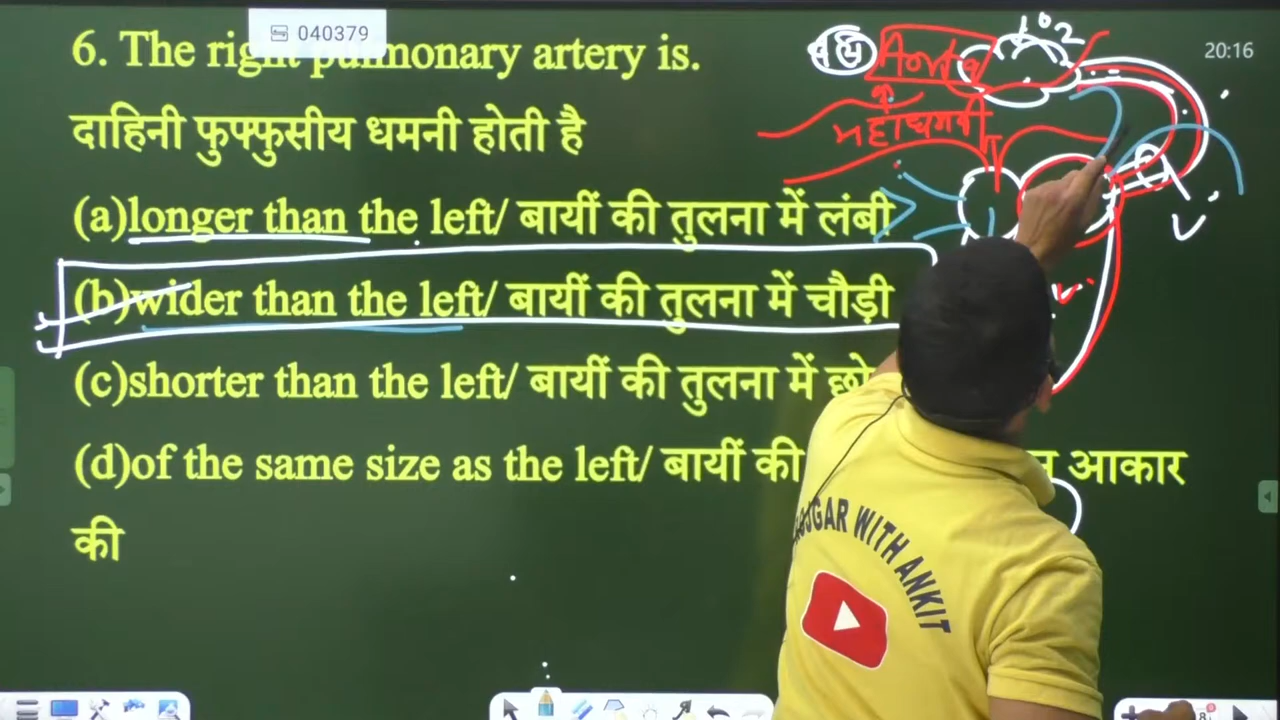 040379
6. The right pulmonary artery is.
20:16
दाहिनी फुफ्फुसीय धमनी होती है
(a)longer than the left/ बायीं की तुलना में लंबी
(b)wider than the left/ बायीं की तुलना में चौड़ी
(c)shorter than the left/ बायीं की तुलना में
(d)of the same size as the left/ बायीं की आकार
की
Aorta
महाधमनी
WITH ANKIT